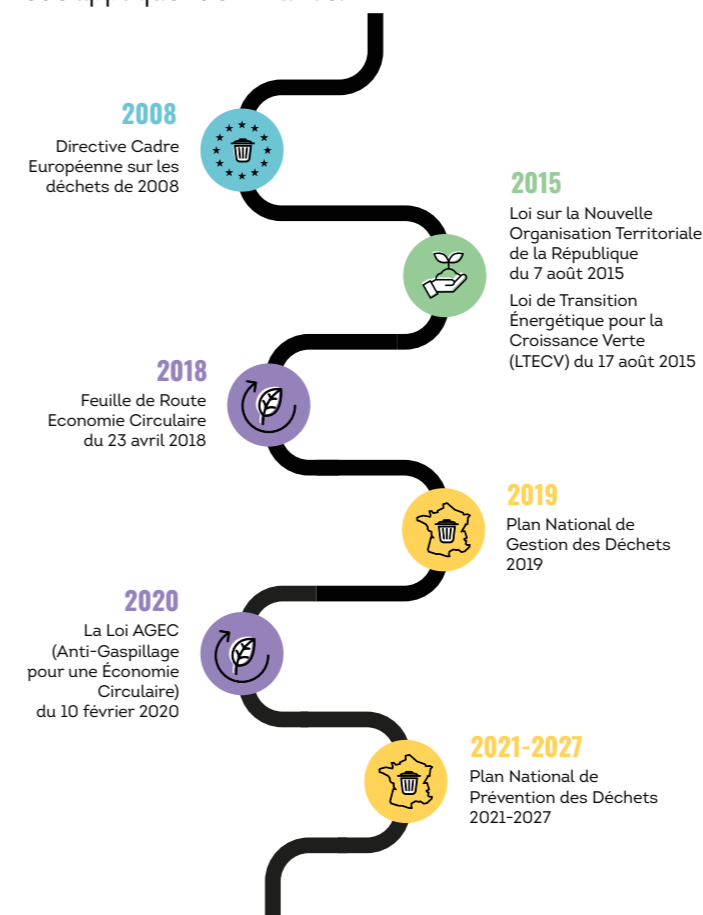 2008
Directive Cadre
Européenne sur les
déchets de 2008
2015
Loi sur la Nouvelle
Organisation Territoriale
de la République
du 7 août 2015
Loi de Transition
Énergétique pour la
Croissance Verte
(LTECV) du 17 août 2015
2018
Feuille de Route
Economie Circulaire
du 23 avril 2018
2019
Plan National de
Gestion des Déchets
2019
2020
La Loi AGEC
(Anti-Gaspillage
pour une Économie
Circulaire)
du 10 février 2020
2021-2027
Plan National de
Prévention des Déchets
2021-2027